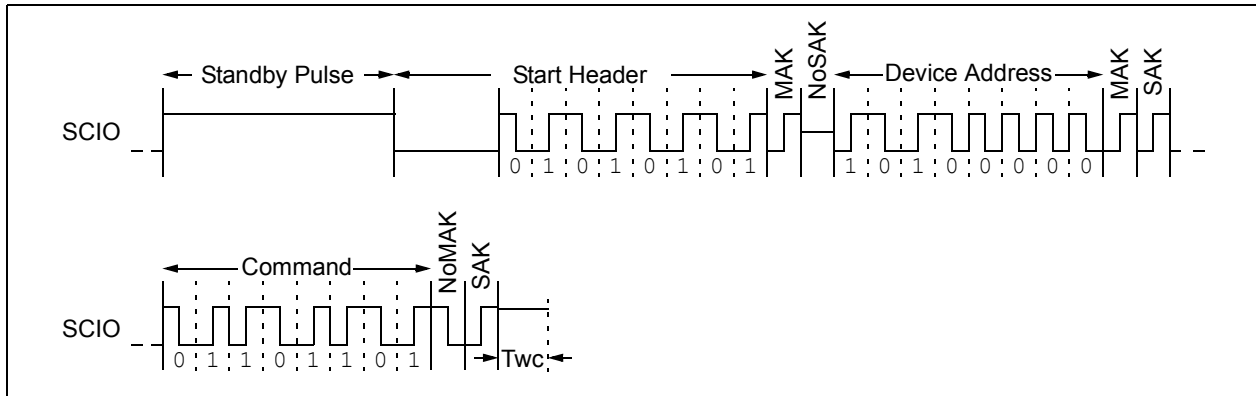 Standby Pulse Start Header MAK NoSAK Device Address MAK SAK
SCIO
0 1 0 1 0 1 0 1 1 0 1 0 0 0 0 0
Command NoMAK SAK
SCIO
0 1 1 0 1 1 0 1 Twc